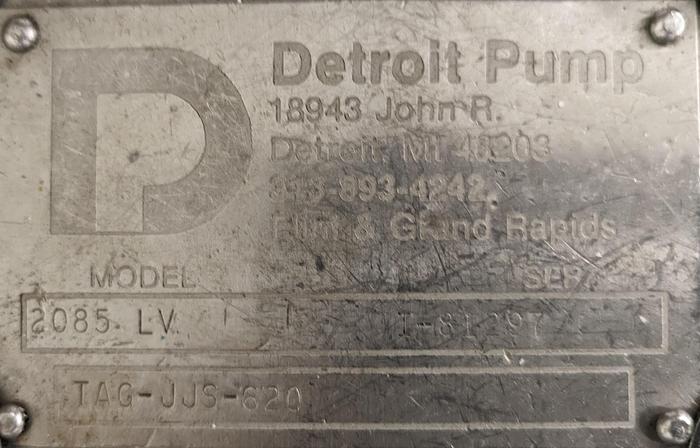 Detroit Pump
18943 John R.
Detroit, MI 48203
313-893-4242
Flint & Grand Rapids
MODEL SER
2085 LV I-81297
TAG-JJS-620